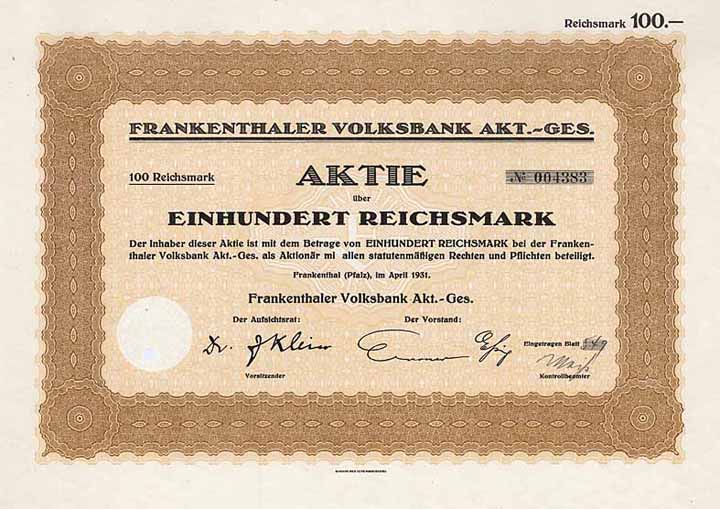 Reichsmark 100.—
FRANKENTHALER VOLKSBANK AKT.-GES.
100 Reichsmark AKTIE № 004383
über
EINHUNDERT REICHSMARK
Der Inhaber dieser Aktie ist mit dem Betrage von EINHUNDERT REICHSMARK bei der Franken-
thaler Volksbank Akt.-Ges. als Aktionär mi allen statutenmäßigen Rechten und Pflichten beteiligt.
Frankenthal (Pfalz), im April 1931.
Frankenthaler Volksbank Akt.-Ges.
Der Aufsichtsrat: Der Vorstand:
Eingetragen Blatt
Dr. J Klein
Vorsitzender Kontrollbeamter